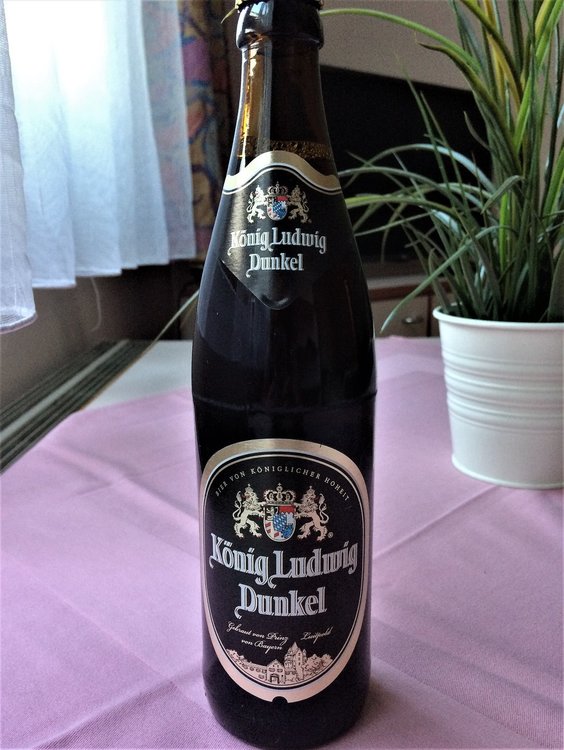 König Ludwig
Dunkel
BIER VON KÖNIGLICHER HOHEIT
König Ludwig
Dunkel
Gebraut von Prinz Luitpold
von Bayern